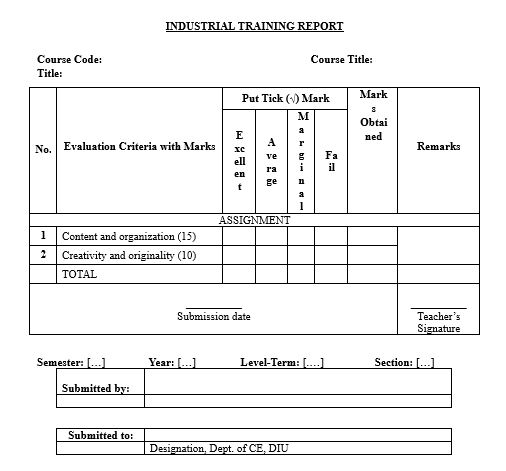 INDUSTRIAL TRAINING REPORT
Course Code: Course Title:
Title:
No. Evaluation Criteria with Marks Put Tick (√) Mark Marks Obtained Remarks
Excellent Average Marginal Fail
ASSIGNMENT
1 Content and organization (15)
2 Creativity and originality (10)
TOTAL
Submission date Teacher's
Signature
Semester: [...] Year: [...] Level-Term: [....] Section: [...]
Submitted by:
Submitted to:
Designation, Dept. of CE, DIU